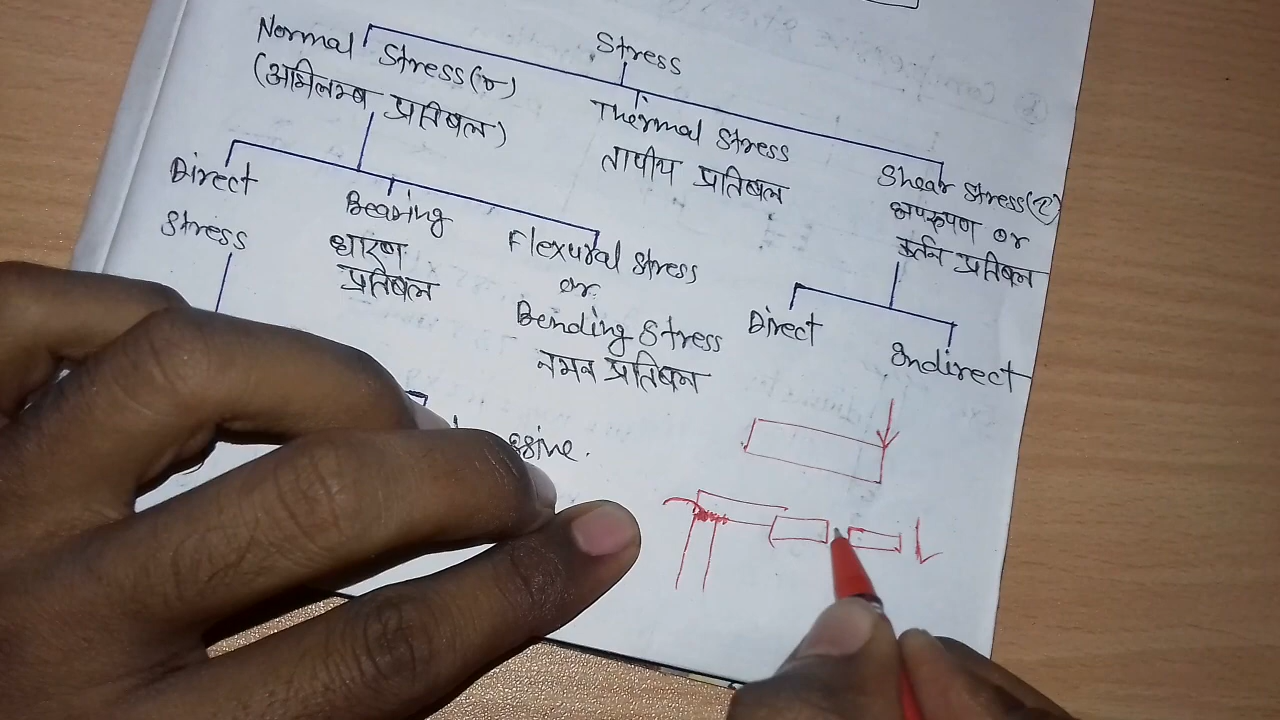 Stress
Normal Stress(σ)
(अभिलम्ब प्रतिबल)
Thermal Stress
तापीय प्रतिबल
Shear Stress(τ)
अपरूपण or
कर्तन प्रतिबल
Direct
Stress
Bearing
धारण
प्रतिबल
Flexural Stress
or
Bending Stress
नमन प्रतिबल
Direct
Indirect
ssive.